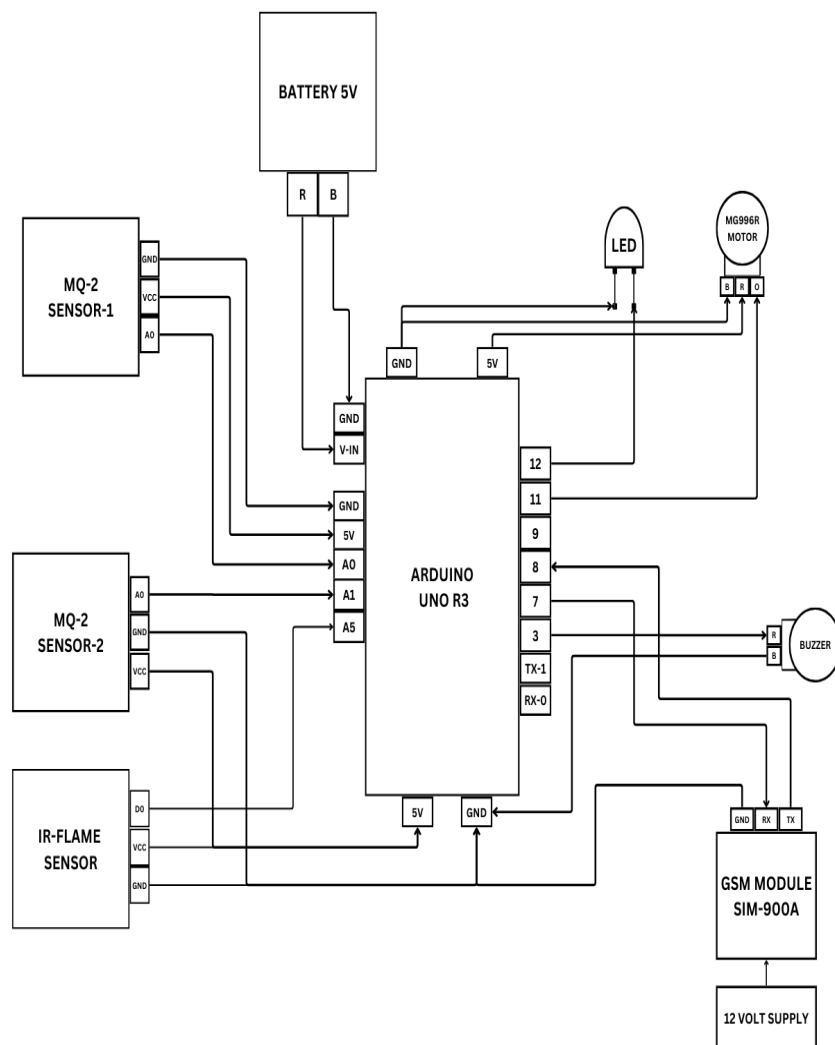 BATTERY 5V
R
B
MQ-2
SENSOR-1
GND
VCC
A0
LED
MG996R
MOTOR
B
R
O
GND
5V
GND
V-IN
GND
5V
A0
A1
A5
ARDUINO
UNO R3
12
11
9
8
7
3
TX-1
RX-0
MQ-2
SENSOR-2
A0
GND
VCC
R
B
BUZZER
IR-FLAME
SENSOR
D0
VCC
GND
5V
GND
GND
RX
TX
GSM MODULE
SIM-900A
12 VOLT SUPPLY